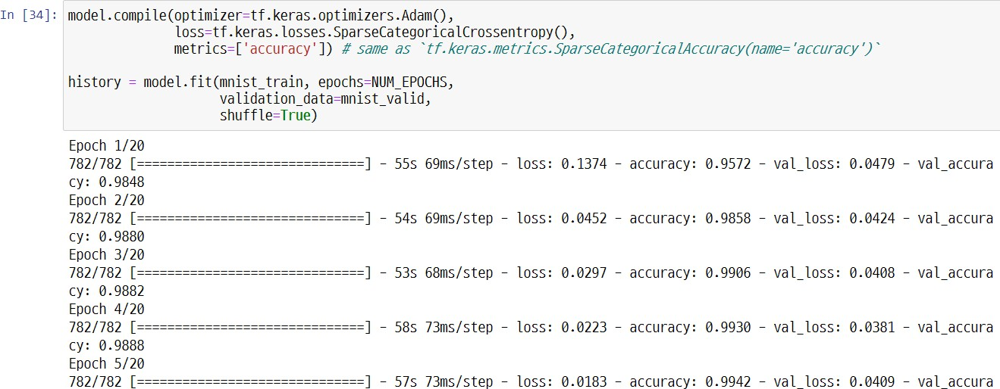 In [34]: model.compile(optimizer=tf.keras.optimizers.Adam(),
loss=tf.keras.losses.SparseCategoricalCrossentropy(),
metrics=['accuracy']) # same as `tf.keras.metrics.SparseCategoricalAccuracy(name='accuracy')`
history = model.fit(mnist_train, epochs=NUM_EPOCHS,
validation_data=mnist_valid,
shuffle=True)
Epoch 1/20
782/782 [==============================] - 55s 69ms/step - loss: 0.1374 - accuracy: 0.9572 - val_loss: 0.0479 - val_accura
cy: 0.9848
Epoch 2/20
782/782 [==============================] - 54s 69ms/step - loss: 0.0452 - accuracy: 0.9858 - val_loss: 0.0424 - val_accura
cy: 0.9880
Epoch 3/20
782/782 [==============================] - 53s 68ms/step - loss: 0.0297 - accuracy: 0.9906 - val_loss: 0.0408 - val_accura
cy: 0.9882
Epoch 4/20
782/782 [==============================] - 58s 73ms/step - loss: 0.0223 - accuracy: 0.9930 - val_loss: 0.0381 - val_accura
cy: 0.9888
Epoch 5/20
782/782 [==============================] - 57s 73ms/step - loss: 0.0183 - accuracy: 0.9942 - val_loss: 0.0409 - val_accura